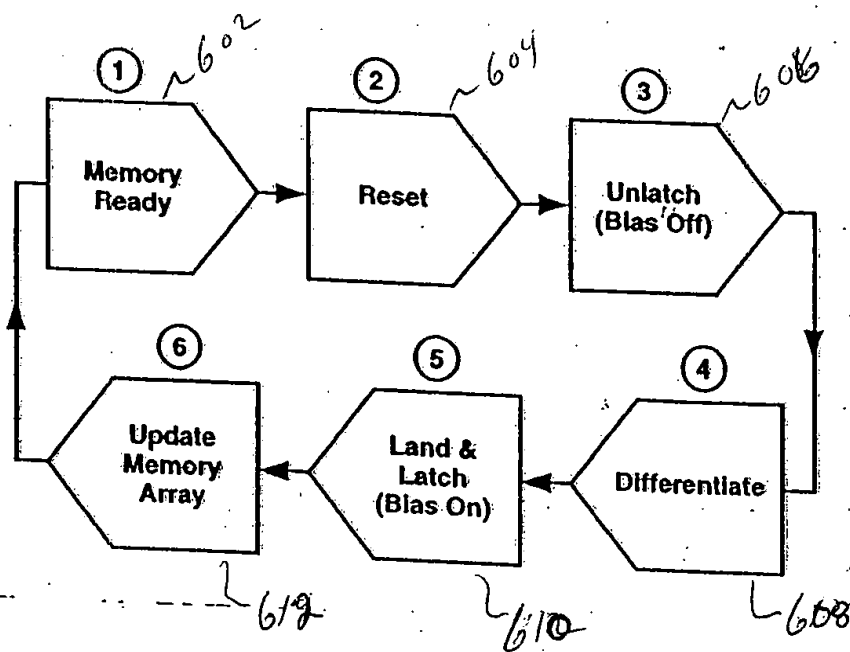 1
602
Memory
Ready
2
604
Reset
3
606
Unlatch
(Bias Off)
4
Differentiate
608
5
Land &
Latch
(Bias On)
610
6
Update
Memory
Array
612